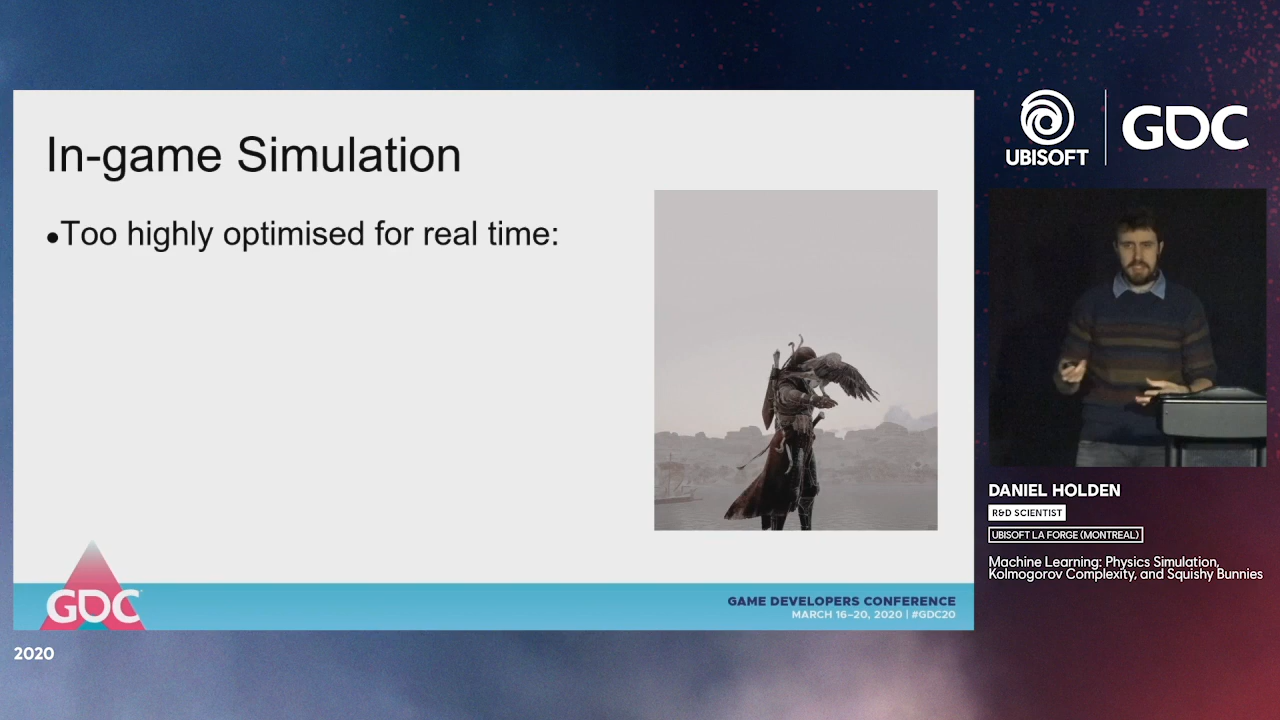 In-game Simulation
●Too highly optimised for real time:
GDC
GAME DEVELOPERS CONFERENCE
MARCH 16–20, 2020 | #GDC20
2020
UBISOFT
GDC
DANIEL HOLDEN
R&D SCIENTIST
UBISOFT LA FORGE (MONTREAL)
Machine Learning: Physics Simulation,
Kolmogorov Complexity, and Squishy Bunnies